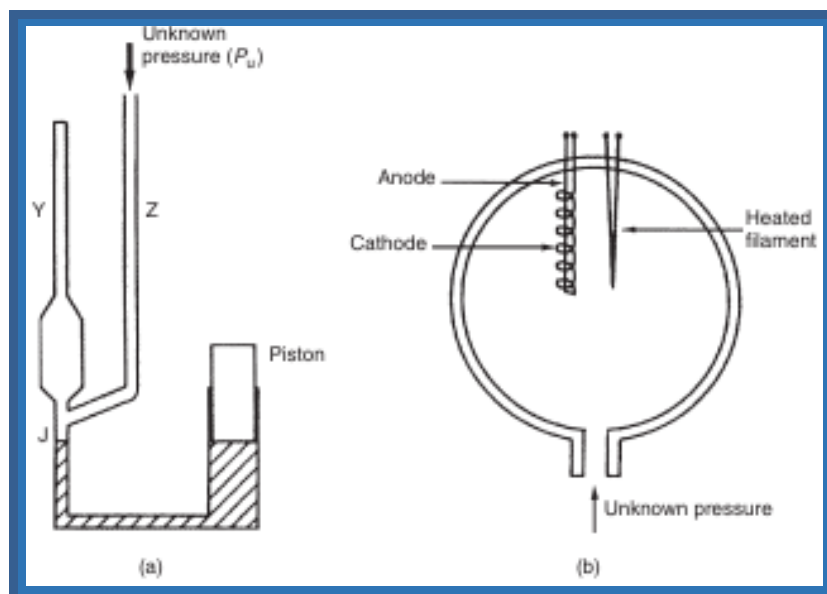 Unknown
pressure (Pu)
Y
Z
Piston
J
(a)
Anode
Cathode
Heated
filament
Unknown pressure
(b)